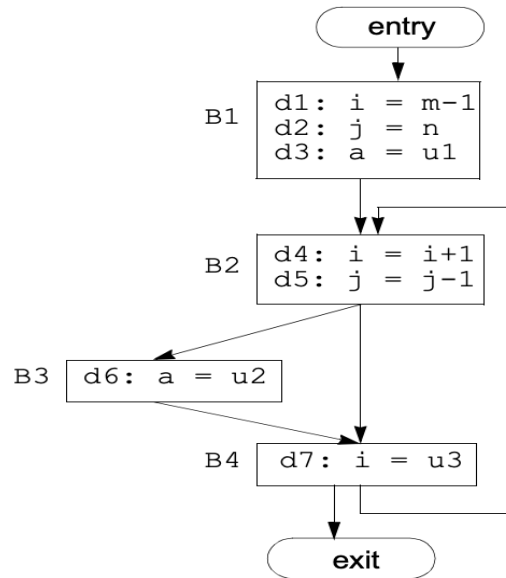 entry
B1
d1: i = m-1
d2: j = n
d3: a = u1
B2
d4: i = i+1
d5: j = j-1
B3
d6: a = u2
B4
d7: i = u3
exit